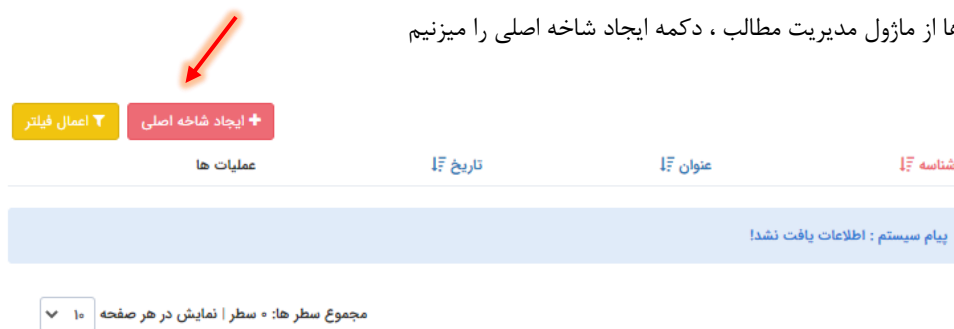 از ماژول مدیریت مطالب ، دکمه ایجاد شاخه اصلی را میزنیم
ایجاد شاخه اصلی
اعمال فیلتر
شناسه
عنوان
تاریخ
عملیات ها
پیام سیستم : اطلاعات یافت نشد!
مجموع سطر ها: ۰ سطر | نمایش در هر صفحه ۱۰